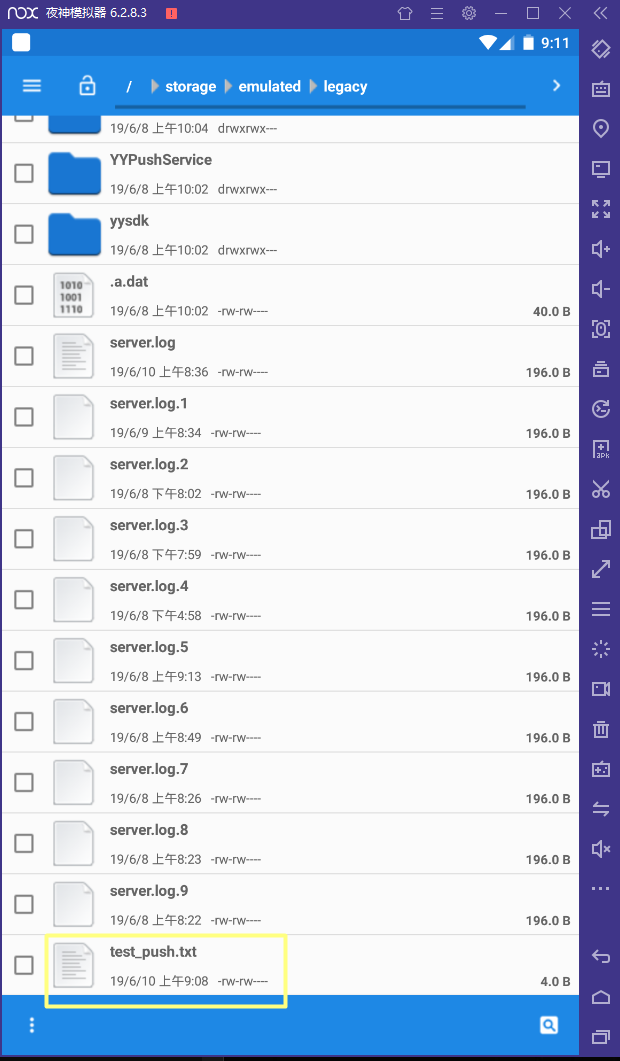 nox 夜神模拟器 6.2.8.3
9:11
/ storage emulated legacy
19/6/8 上午10:04 drwxrwx---
YYPushService
19/6/8 上午10:02 drwxrwx---
yysdk
19/6/8 上午10:02 drwxrwx---
1010
1001
1110
.a.dat
19/6/8 上午10:02 -rw-rw---- 40.0 B
server.log
19/6/10 上午8:36 -rw-rw---- 196.0 B
server.log.1
19/6/9 上午8:34 -rw-rw---- 196.0 B
server.log.2
19/6/8 下午8:02 -rw-rw---- 196.0 B
server.log.3
19/6/8 下午7:59 -rw-rw---- 196.0 B
server.log.4
19/6/8 下午4:58 -rw-rw---- 196.0 B
server.log.5
19/6/8 上午9:13 -rw-rw---- 196.0 B
server.log.6
19/6/8 上午8:49 -rw-rw---- 196.0 B
server.log.7
19/6/8 上午8:26 -rw-rw---- 196.0 B
server.log.8
19/6/8 上午8:23 -rw-rw---- 196.0 B
server.log.9
19/6/8 上午8:22 -rw-rw---- 196.0 B
test_push.txt
19/6/10 上午9:08 -rw-rw---- 4.0 B